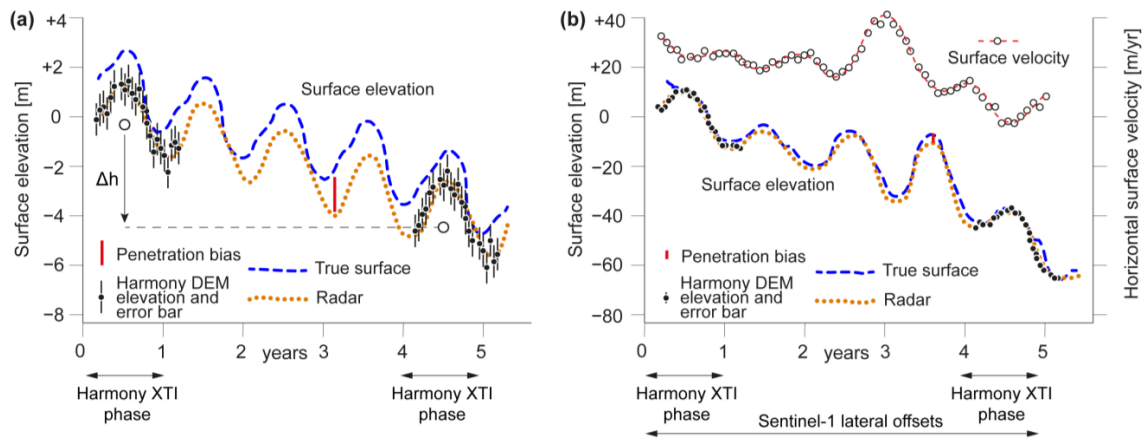 (a)
+4
+2
0
−2
−4
−6
−8
Surface elevation [m]
Surface elevation
Δh
Penetration bias
Harmony DEM
elevation and
error bar
True surface
Radar
0
1
2
years
3
4
5
Harmony XTI
phase
Harmony XTI
phase
(b)
+40
+20
0
−20
−40
−60
−80
Surface elevation [m]
Surface velocity
Surface elevation
Penetration bias
Harmony DEM
elevation and
error bar
True surface
Radar
Horizontal surface velocity [m/yr]
0
1
2
years
3
4
5
Harmony XTI
phase
Harmony XTI
phase
Sentinel-1 lateral offsets